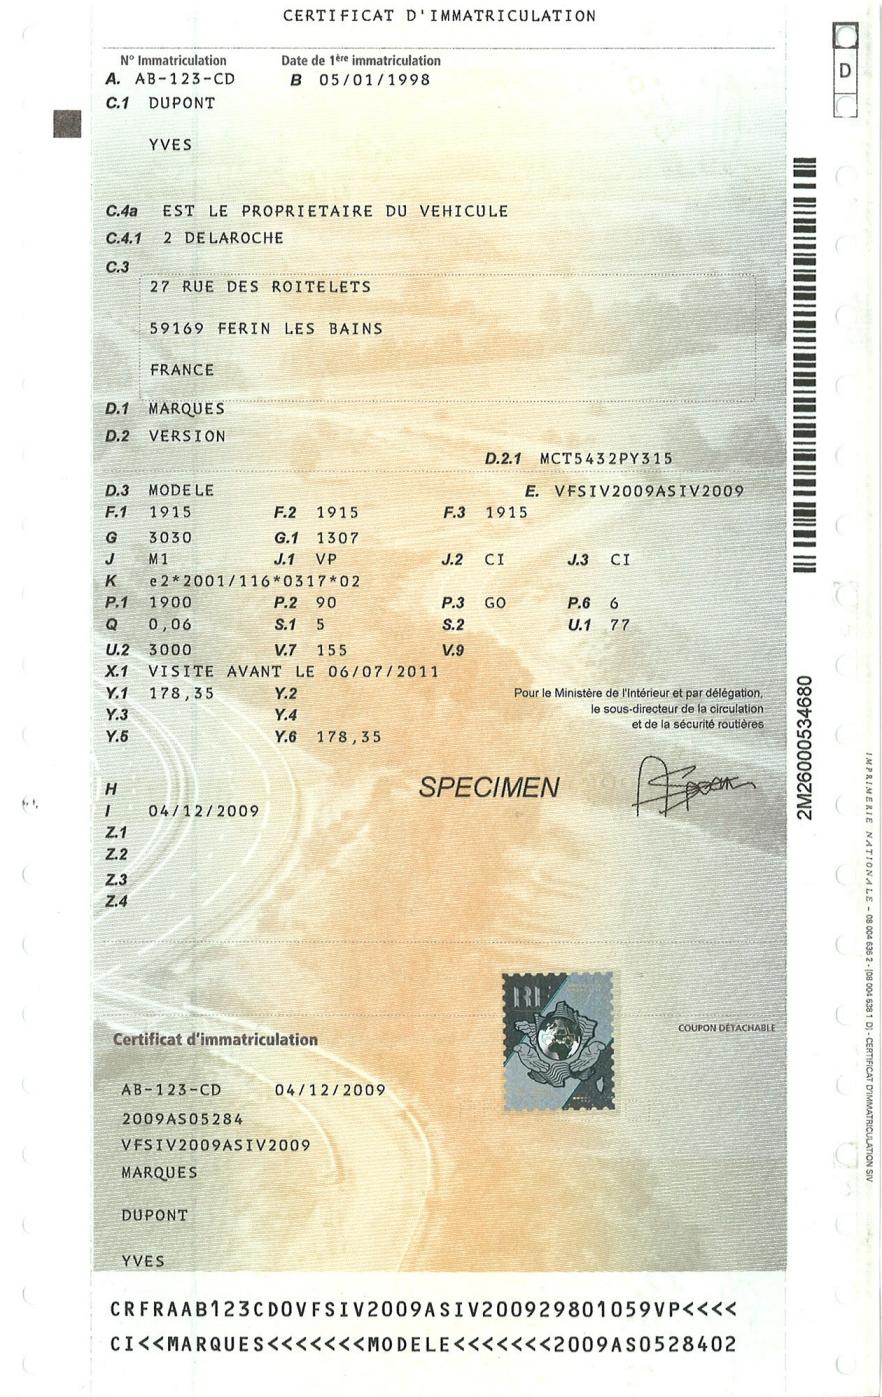 CERTIFICAT D'IMMATRICULATION
N° Immatriculation Date de 1ère immatriculation
A. AB-123-CD B 05/01/1998
D
C.1 DUPONT
YVES
C.4a EST LE PROPRIETAIRE DU VEHICULE
C.4.1 2 DELAROCHE
C.3
27 RUE DES ROITELETS
59169 FERIN LES BAINS
FRANCE
D.1 MARQUES
D.2 VERSION
D.2.1 MCT5432PY315
D.3 MODELE E. VFSIV2009ASIV2009
F.1 1915 F.2 1915 F.3 1915
G 3030 G.1 1307
J M1 J.1 VP J.2 CI J.3 CI
K e2*2001/116*0317*02
P.1 1900 P.2 90 P.3 GO P.6 6
Q 0,06 S.1 5 S.2 U.1 77
U.2 3000 V.7 155 V.9
X.1 VISITE AVANT LE 06/07/2011
Y.1 178,35 Y.2
Y.3 Y.4
Y.5 Y.6 178,35
Pour le Ministère de l'Intérieur et par délégation,
le sous-directeur de la circulation
et de la sécurité routières
SPECIMEN
H
I 04/12/2009
Z.1
Z.2
Z.3
Z.4
2M26000534680
IMPRIMERIE NATIONALE – 08 004 636 2 - [08 004 638 1 D] - CERTIFICAT D'IMMATRICULATION SIV
RF
COUPON DÉTACHABLE
Certificat d'immatriculation
AB-123-CD 04/12/2009
2009AS05284
VFSIV2009ASIV2009
MARQUES
DUPONT
YVES
CRFRAAB123CD0VFSIV2009ASIV200929801059VP<<<<
CI<<MARQUES<<<<<<<MODELE<<<<<<<2009AS0528402